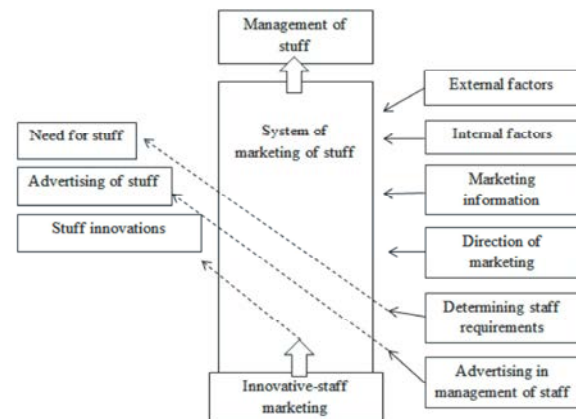 Management of
stuff
System of
marketing of stuff
Need for stuff
Advertising of stuff
Stuff innovations
External factors
Internal factors
Marketing
information
Direction of
marketing
Determining staff
requirements
Advertising in
management of staff
Innovative-staff
marketing